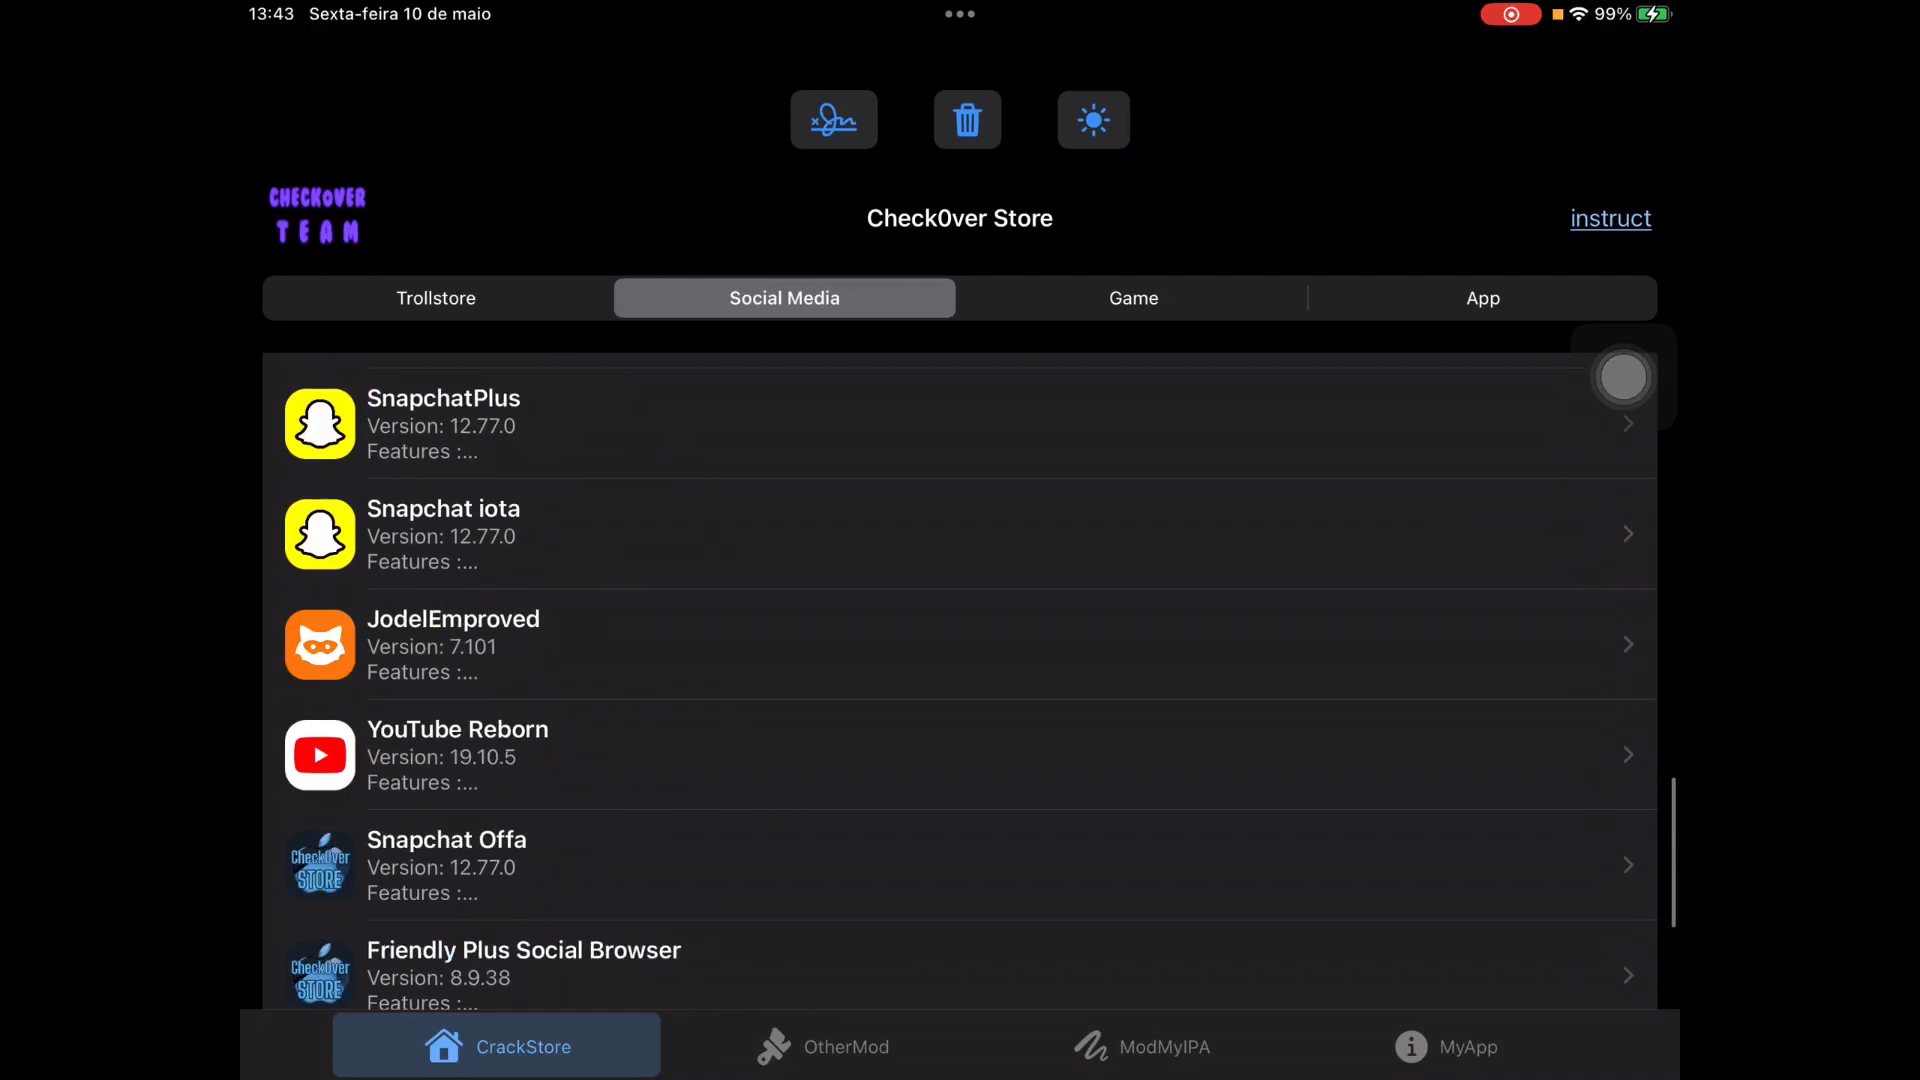 13:43 Sexta-feira 10 de maio
99%
CHECKOVER
TEAM
Check0ver Store
instruct
Trollstore
Social Media
Game
App
SnapchatPlus
Version: 12.77.0
Features :...
Snapchat iota
Version: 12.77.0
Features :...
JodelEmproved
Version: 7.101
Features :...
YouTube Reborn
Version: 19.10.5
Features :...
CheckOver
STORE
Snapchat Offa
Version: 12.77.0
Features :...
CheckOver
STORE
Friendly Plus Social Browser
Version: 8.9.38
Features :...
CrackStore
OtherMod
ModMyIPA
MyApp